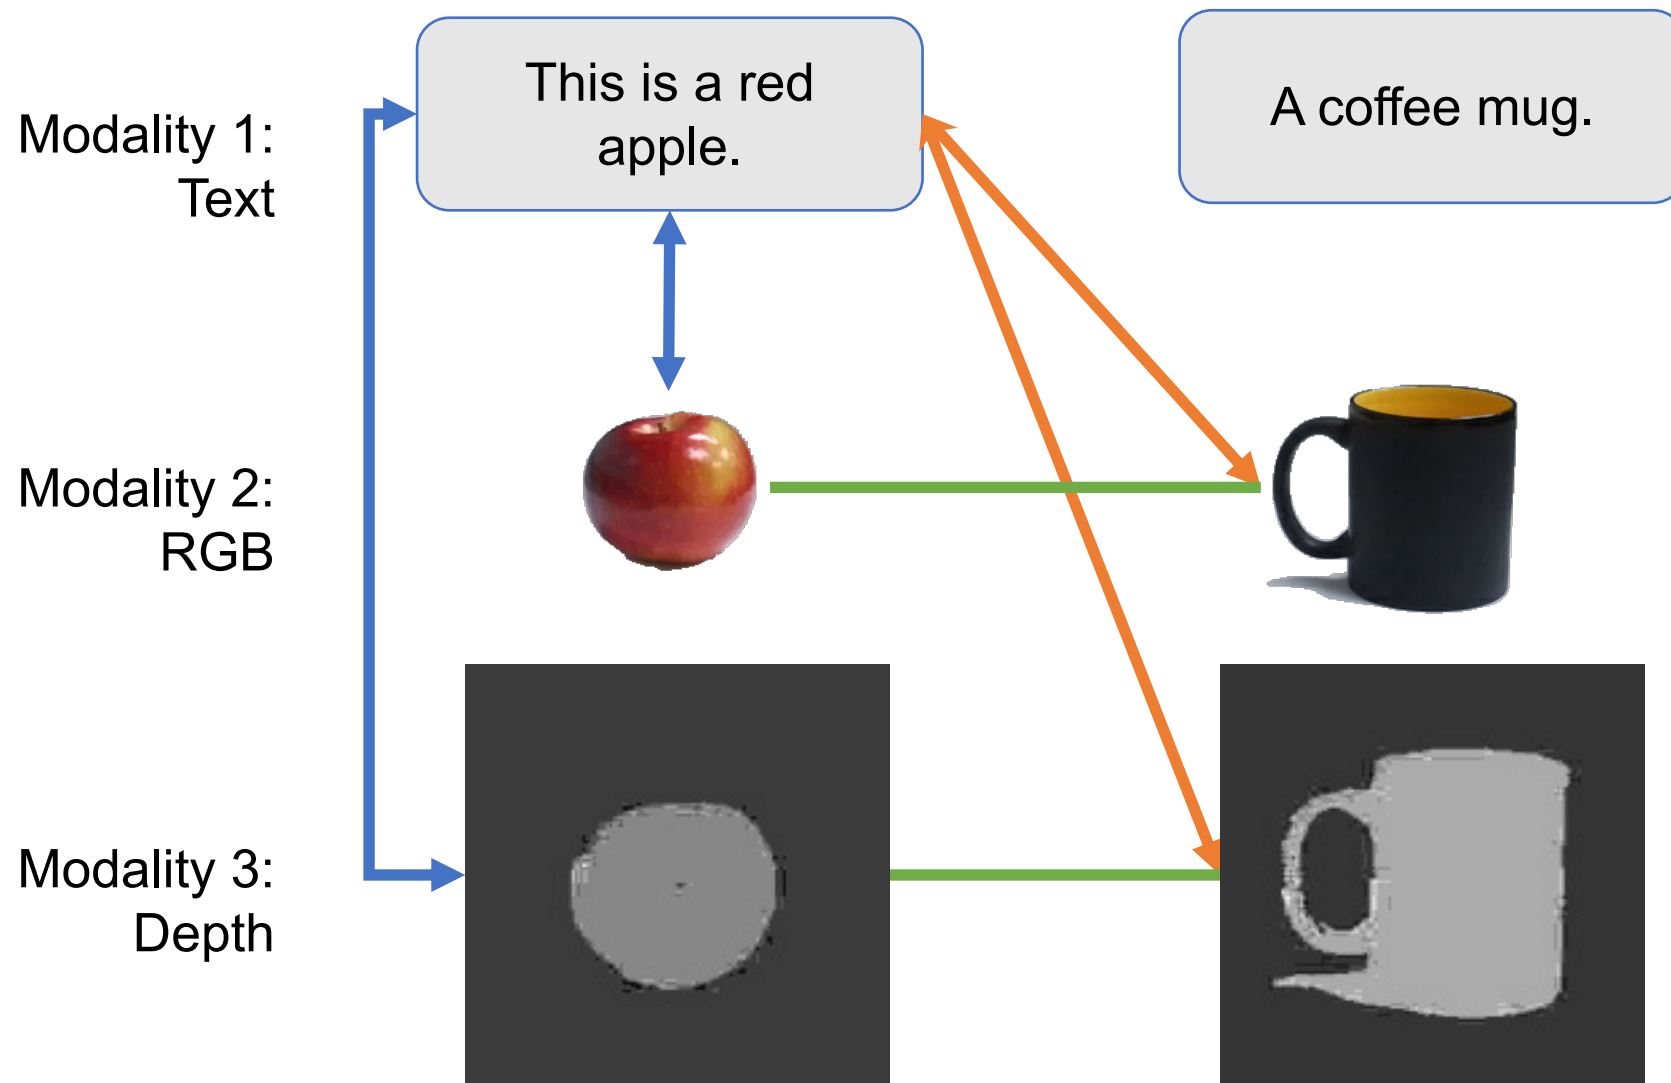 Modality 1:
Text
This is a red
apple.
A coffee mug.
Modality 2:
RGB
Modality 3:
Depth